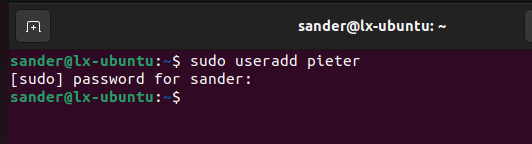 sander@lx-ubuntu: ~
sander@lx-ubuntu:~$ sudo useradd pieter
[sudo] password for sander:
sander@lx-ubuntu:~$